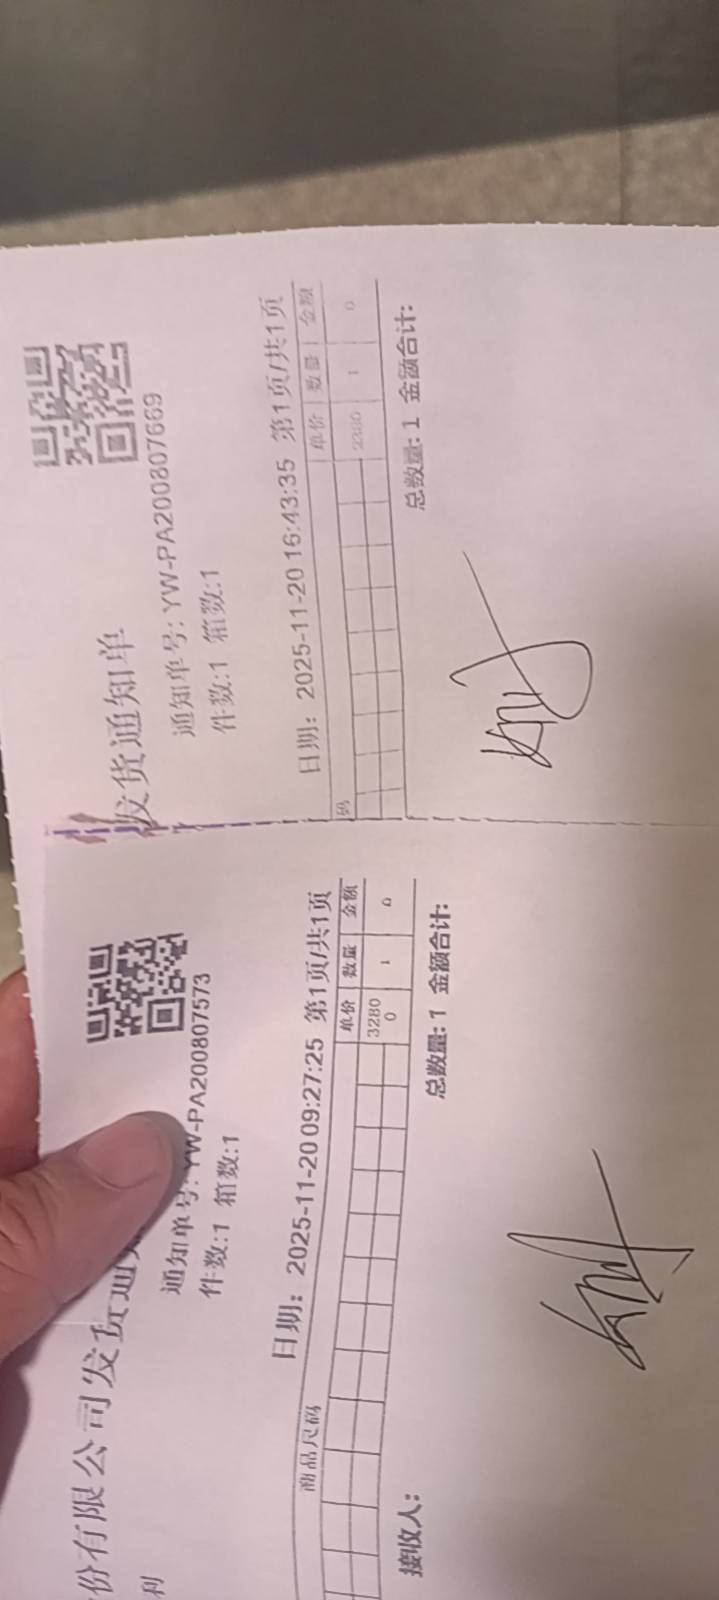 发货通知单
通知单号: YW-PA200807669
件数:1 箱数:1
日期: 2025-11-20 16:43:35 第1页/共1页
码 单价 数量 金额
1 0
总数量: 1 金额合计:
份有限公司发货通
利
通知单号: YW-PA200807573
件数:1 箱数:1
日期: 2025-11-20 09:27:25 第1页/共1页
商品尺码 单价 数量 金额
32800 1 0
总数量: 1 金额合计:
接收人: